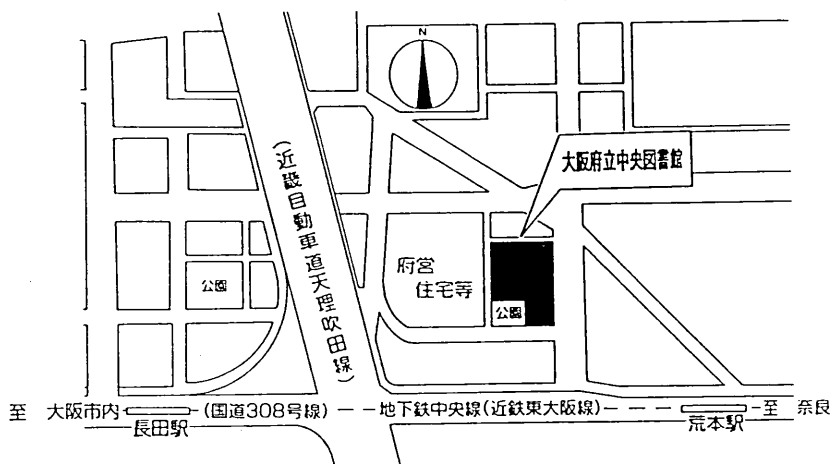 N
大阪府立中央図書館
(近畿自動車道天理吹田線)
府営
住宅等
公園
公園
至 大阪市内 (国道308号線) 地下鉄中央線(近鉄東大阪線) 至 奈良
長田駅
荒本駅